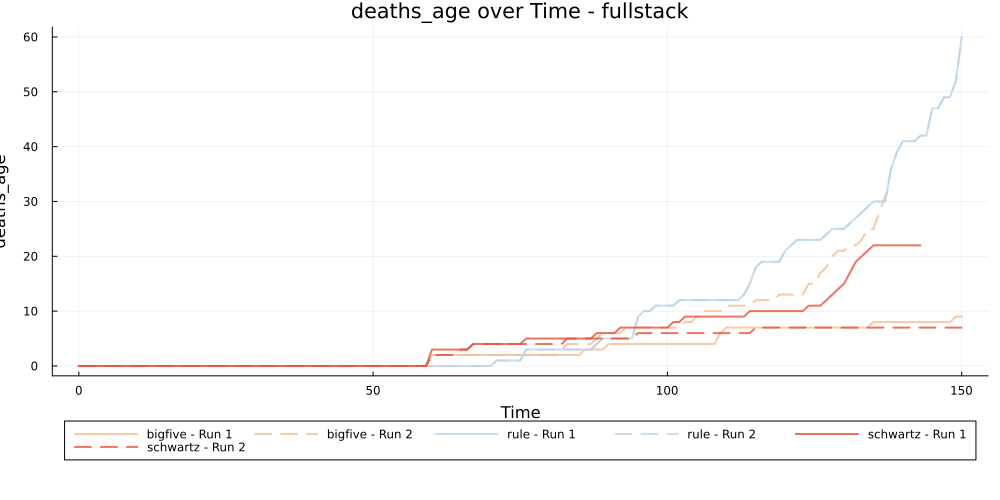 deaths_age over Time - fullstack
60
50
40
30
20
10
0
deaths_age
0 50 100 150
Time
bigfive - Run 1 bigfive - Run 2 rule - Run 1 rule - Run 2 schwartz - Run 1
schwartz - Run 2